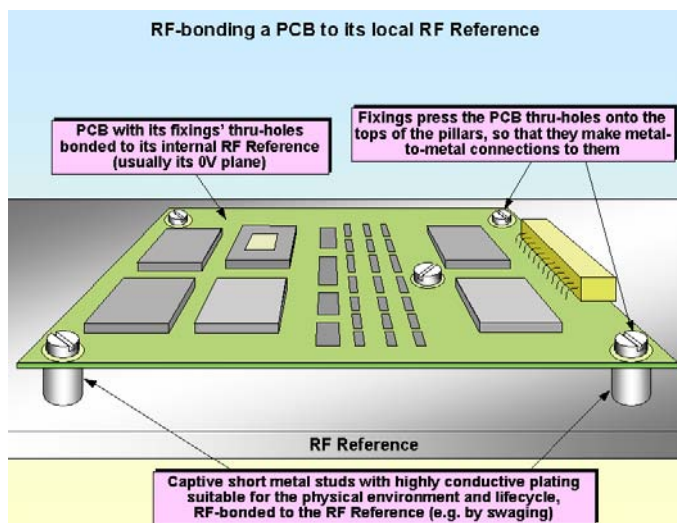 RF-bonding a PCB to its local RF Reference
PCB with its fixings' thru-holes
bonded to its internal RF Reference
(usually its 0V plane)
Fixings press the PCB thru-holes onto the
tops of the pillars, so that they make metal-
to-metal connections to them
RF Reference
Captive short metal studs with highly conductive plating
suitable for the physical environment and lifecycle,
RF-bonded to the RF Reference (e.g. by swaging)